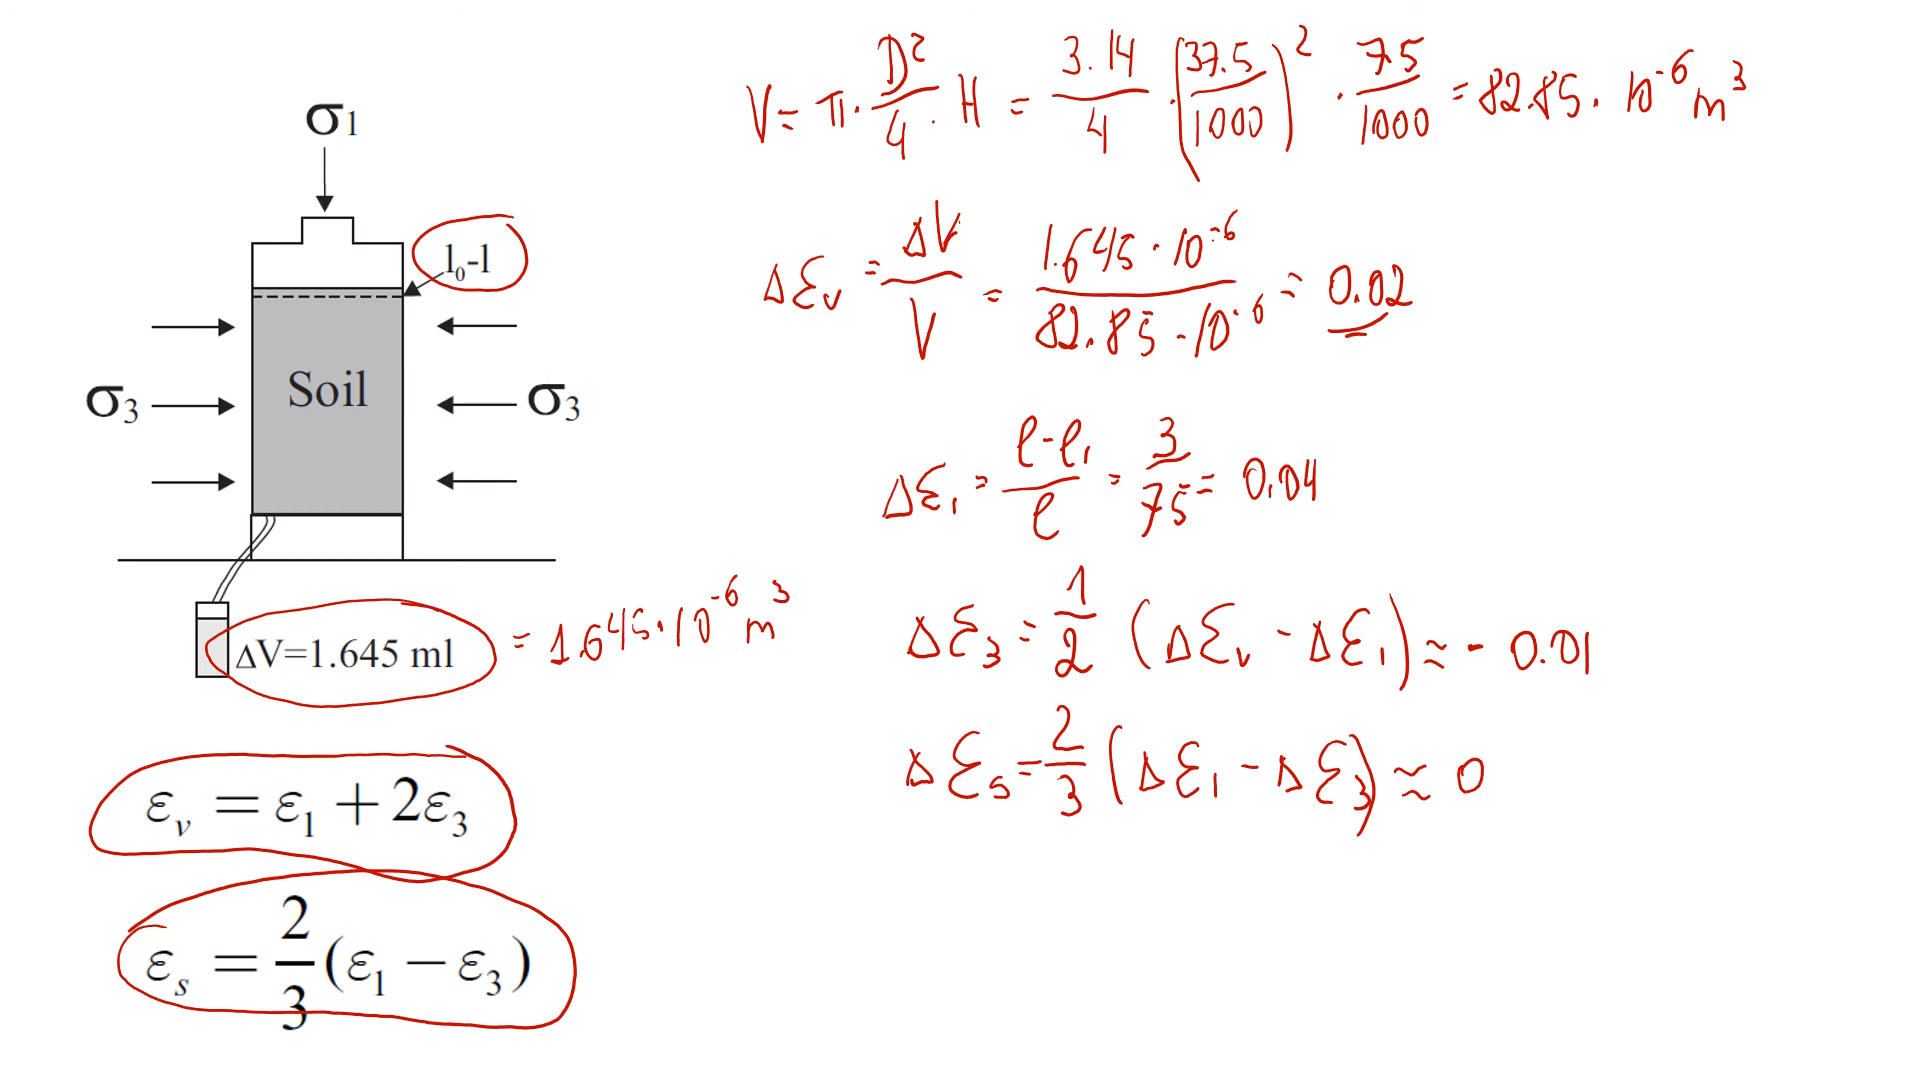 σ1
l0-l
σ3
Soil
σ3
ΔV=1.645 ml = 1.645·10^-6 m^3
εv = ε1 + 2ε3
εs = 2/3 (ε1 − ε3)
V = π · D^2/4 · H = 3.14/4 · (37.5/1000)^2 · 75/1000 = 82.85 · 10^-6 m^3
Δεv = ΔV/V = 1.645·10^-6 / 82.85·10^-6 = 0.02
Δε1 = (l-l1)/l = 3/75 = 0.04
Δε3 = 1/2 (Δεv - Δε1) ≈ - 0.01
Δεs = 2/3 (Δε1 - Δε3) ≈ 0